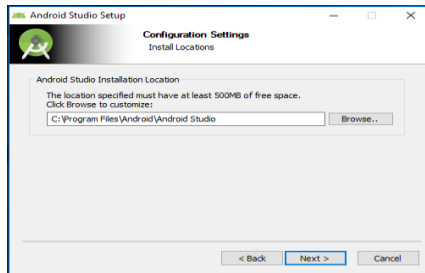 Android Studio Setup
Configuration Settings
Install Locations
Android Studio Installation Location
The location specified must have at least 500MB of free space.
Click Browse to customize:
C:\Program Files\Android\Android Studio
Browse..
< Back
Next >
Cancel